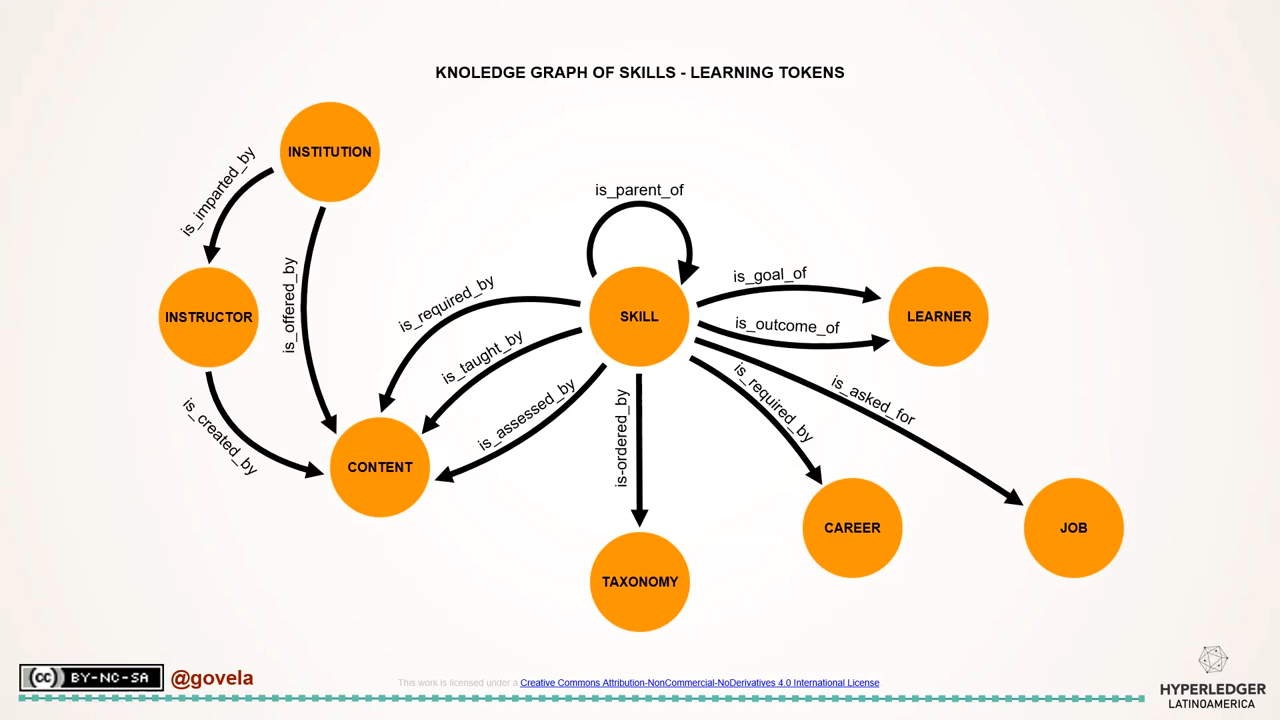 KNOLEDGE GRAPH OF SKILLS - LEARNING TOKENS
INSTITUTION
is_imparted_by
is_parent_of
is_offered_by
is_required_by
is_goal_of
INSTRUCTOR
SKILL
LEARNER
is_outcome_of
is_taught_by
is_created_by
is_assessed_by
is-ordered_by
is_required_by
is_asked_for
CONTENT
CAREER
JOB
TAXONOMY
cc BY-NC-SA
@govela
This work is licensed under a Creative Commons Attribution-NonCommercial-NoDerivatives 4.0 International License
HYPERLEDGER
LATINOAMERICA